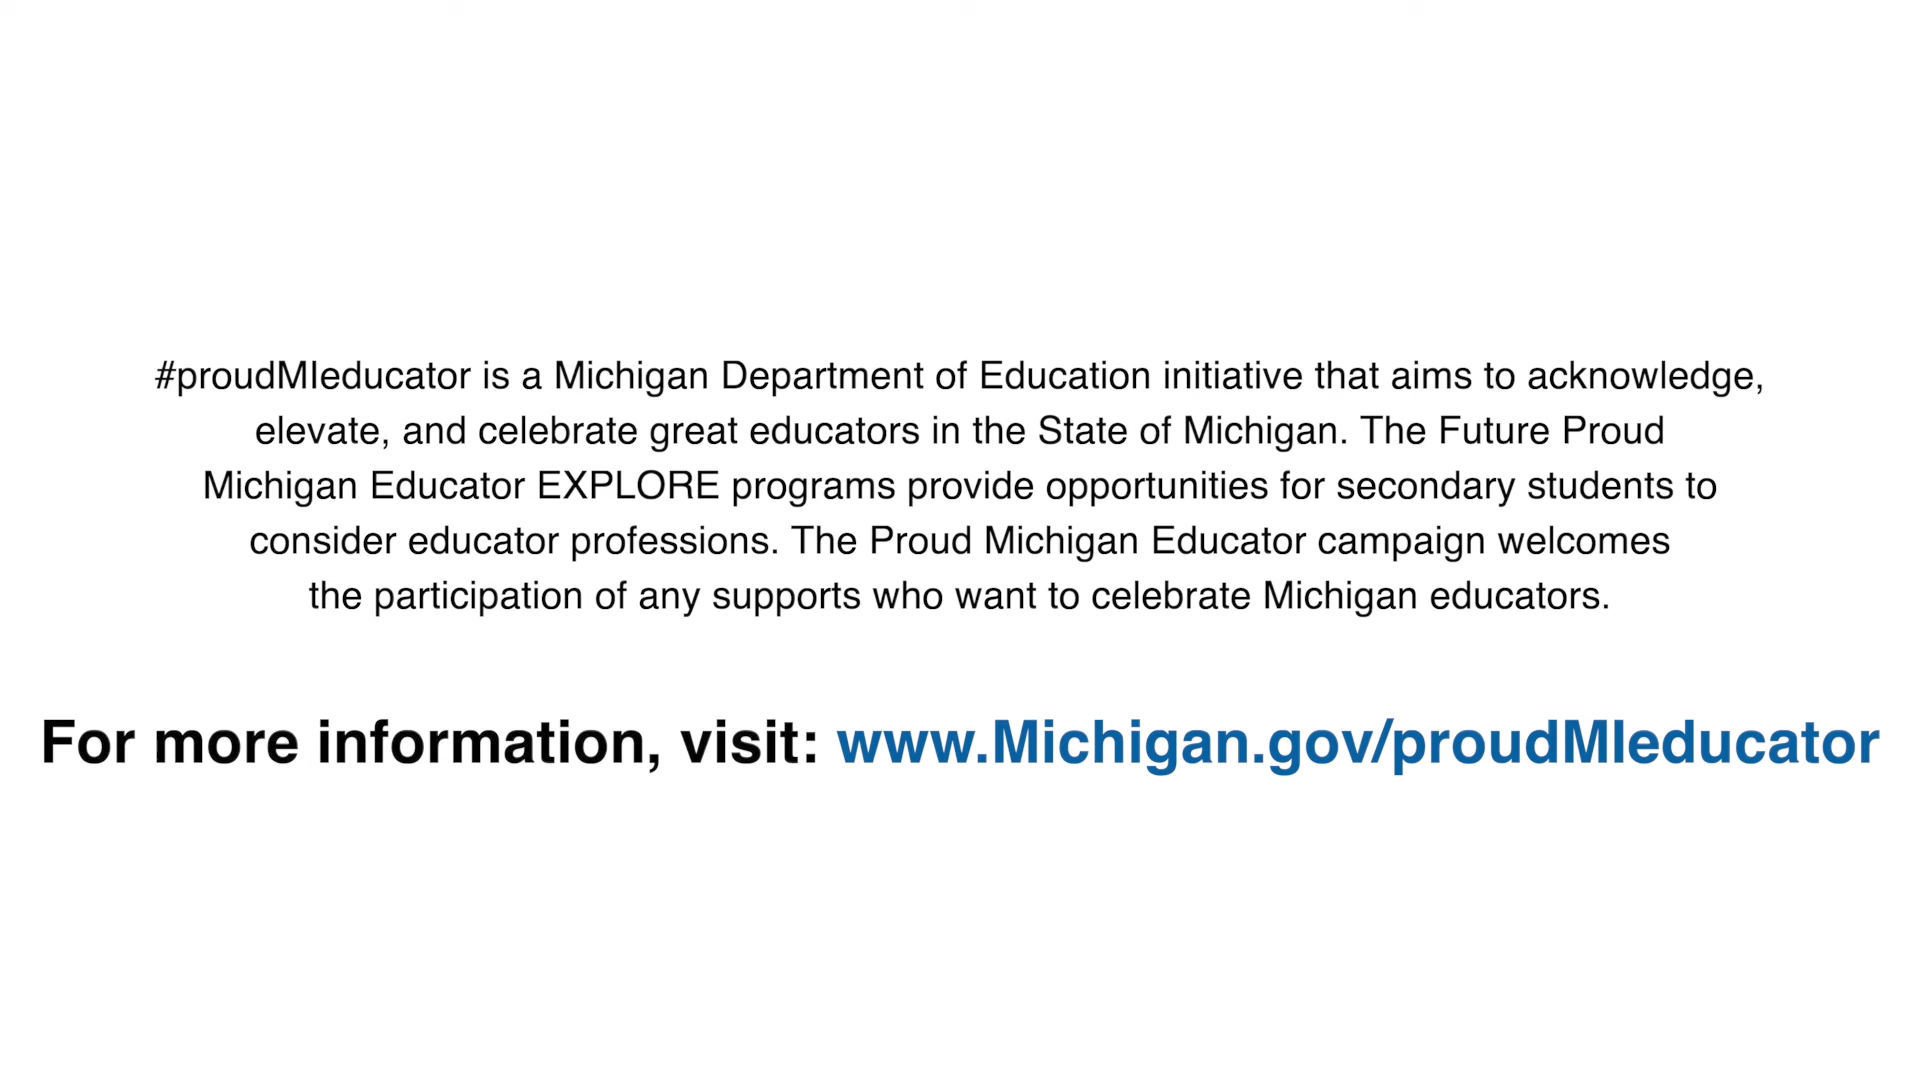 #proudMIeducator is a Michigan Department of Education initiative that aims to acknowledge,
elevate, and celebrate great educators in the State of Michigan. The Future Proud
Michigan Educator EXPLORE programs provide opportunities for secondary students to
consider educator professions. The Proud Michigan Educator campaign welcomes
the participation of any supports who want to celebrate Michigan educators.
For more information, visit: www.Michigan.gov/proudMIeducator